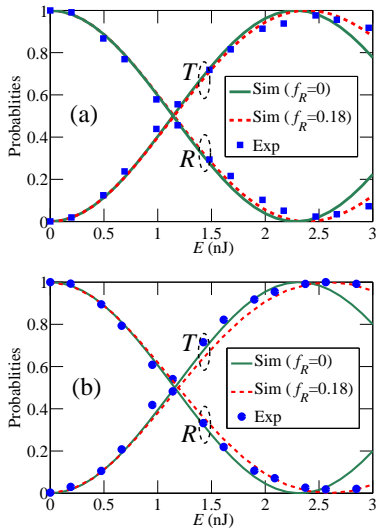 1
0.8
0.6
0.4
0.2
0
Probablities
(a)
T
R
Sim (f_R=0)
Sim (f_R=0.18)
Exp
0 0.5 1 1.5 2 2.5 3
E (nJ)
1
0.8
0.6
0.4
0.2
0
Probablities
(b)
T
R
Sim (f_R=0)
Sim (f_R=0.18)
Exp
0 0.5 1 1.5 2 2.5 3
E (nJ)